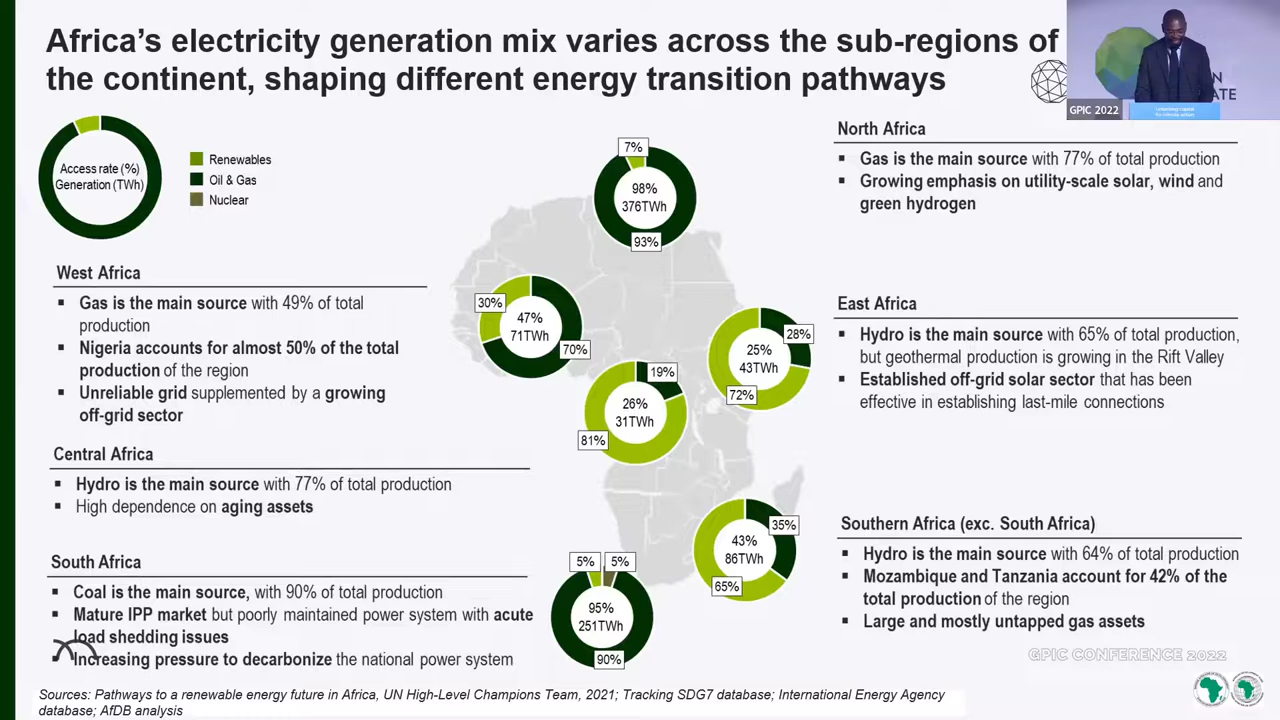 Africa's electricity generation mix varies across the sub-regions of
the continent, shaping different energy transition pathways
GPIC 2022
Access rate (%)
Generation (TWh)
Renewables
Oil & Gas
Nuclear
7%
98%
376TWh
93%
North Africa
▪ Gas is the main source with 77% of total production
▪ Growing emphasis on utility-scale solar, wind and
green hydrogen
West Africa
▪ Gas is the main source with 49% of total
production
▪ Nigeria accounts for almost 50% of the total
production of the region
▪ Unreliable grid supplemented by a growing
off-grid sector
30%
47%
71TWh
70%
East Africa
▪ Hydro is the main source with 65% of total production,
but geothermal production is growing in the Rift Valley
▪ Established off-grid solar sector that has been
effective in establishing last-mile connections
28%
25%
43TWh
72%
19%
26%
31TWh
81%
Central Africa
▪ Hydro is the main source with 77% of total production
▪ High dependence on aging assets
South Africa
▪ Coal is the main source, with 90% of total production
▪ Mature IPP market but poorly maintained power system with acute
load shedding issues
▪ Increasing pressure to decarbonize the national power system
5%
5%
95%
251TWh
90%
35%
43%
86TWh
65%
Southern Africa (exc. South Africa)
▪ Hydro is the main source with 64% of total production
▪ Mozambique and Tanzania account for 42% of the
total production of the region
▪ Large and mostly untapped gas assets
GPIC CONFERENCE 2022
Sources: Pathways to a renewable energy future in Africa, UN High-Level Champions Team, 2021; Tracking SDG7 database; International Energy Agency
database; AfDB analysis